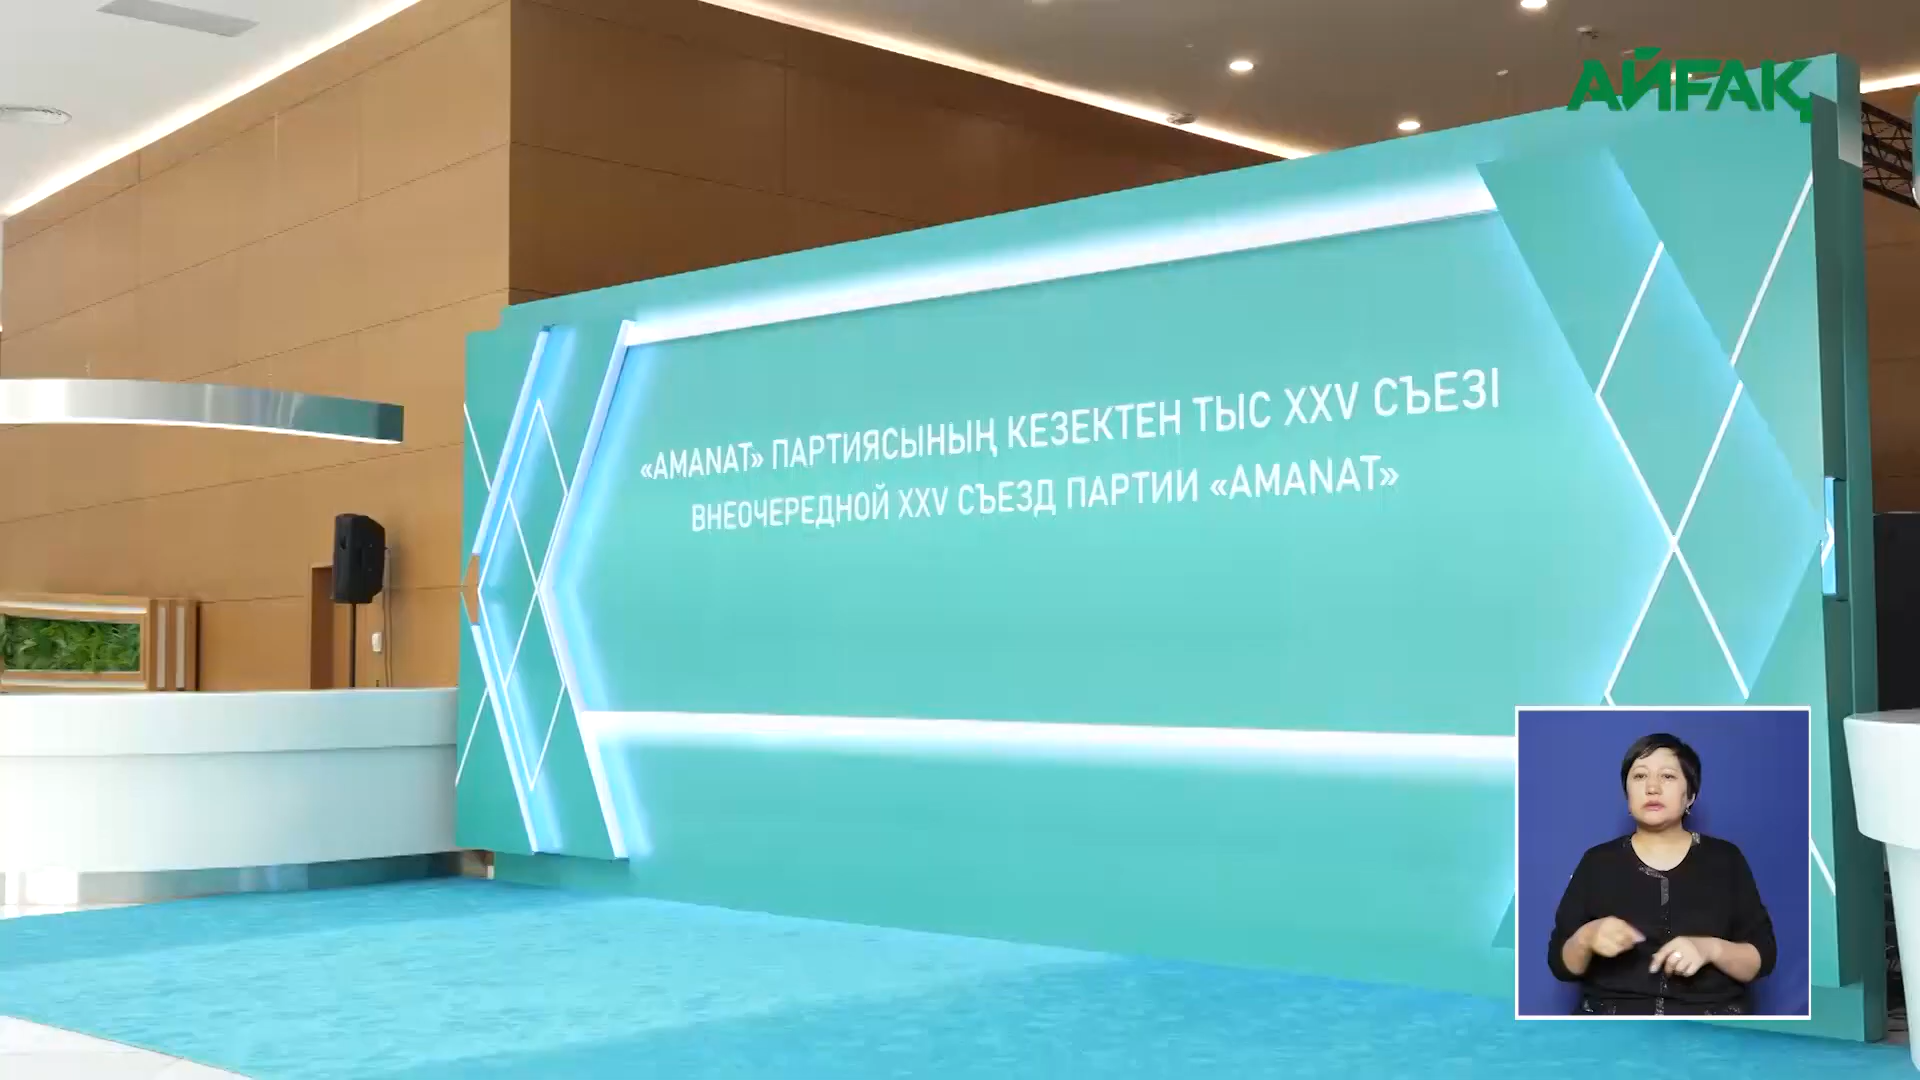 АЙҒАҚ
«AMANAT» ПАРТИЯСЫНЫҢ КЕЗЕКТЕН ТЫС XXV СЪЕЗІ
ВНЕОЧЕРЕДНОЙ XXV СЪЕЗД ПАРТИИ «AMANAT»